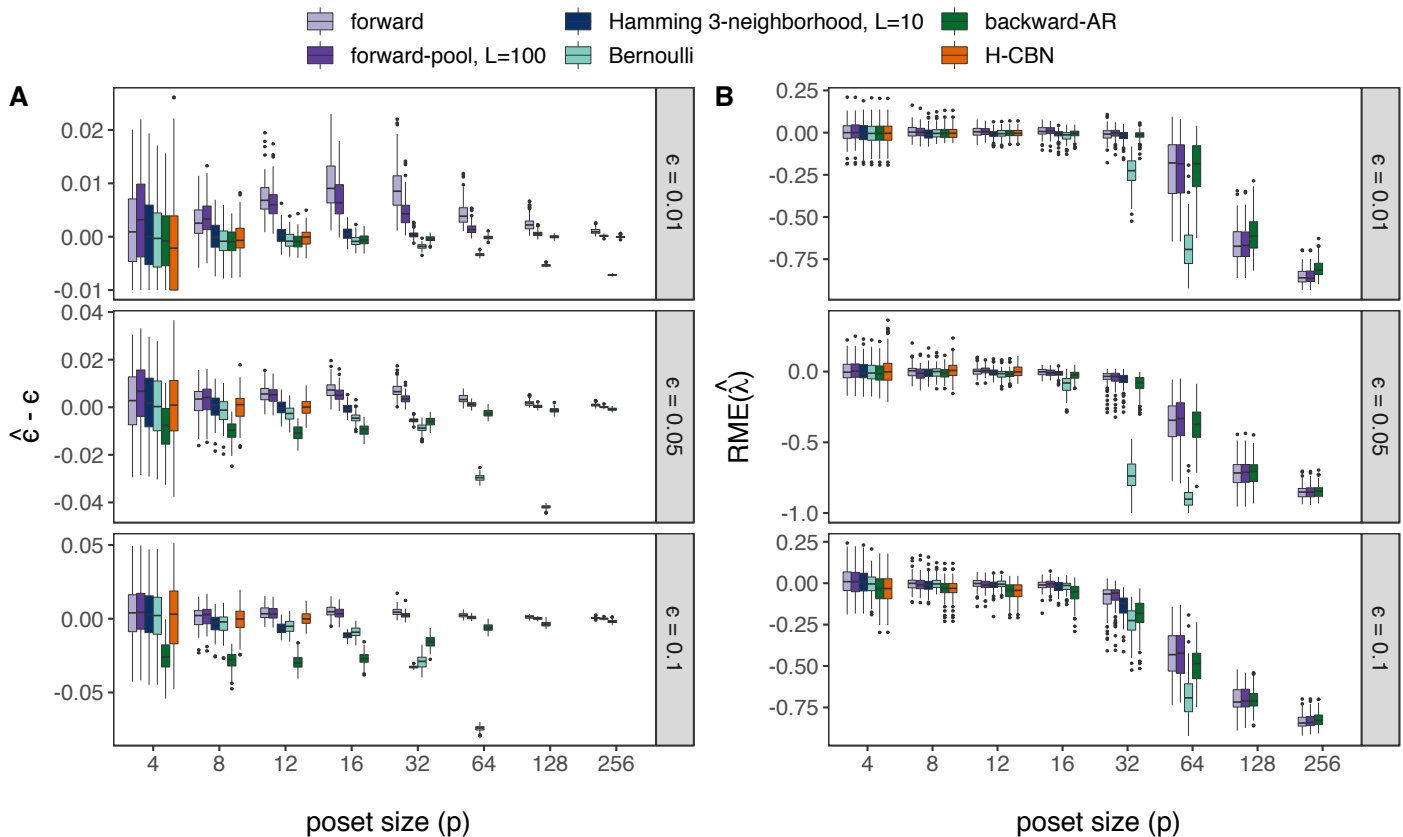 forward
Hamming 3-neighborhood, L=10
backward-AR
forward-pool, L=100
Bernoulli
H-CBN
A
0.02
0.01
0.00
-0.01
ϵ = 0.01
0.04
0.02
0.00
-0.02
-0.04
ϵ = 0.05
0.05
0.00
-0.05
ϵ = 0.1
ϵ̂ - ϵ
4 8 12 16 32 64 128 256
poset size (p)
B
0.25
0.00
-0.25
-0.50
-0.75
ϵ = 0.01
0.0
-0.5
-1.0
ϵ = 0.05
0.25
0.00
-0.25
-0.50
-0.75
ϵ = 0.1
RME(λ̂)
4 8 12 16 32 64 128 256
poset size (p)